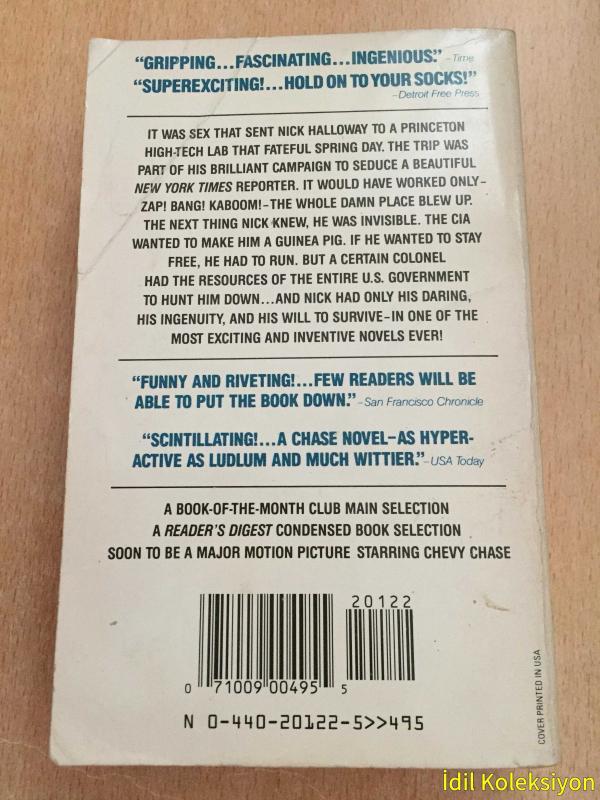 “GRIPPING...FASCINATING...INGENIOUS.” –Time
“SUPEREXCITING!...HOLD ON TO YOUR SOCKS!”
–Detroit Free Press
IT WAS SEX THAT SENT NICK HALLOWAY TO A PRINCETON
HIGH-TECH LAB THAT FATEFUL SPRING DAY. THE TRIP WAS
PART OF HIS BRILLIANT CAMPAIGN TO SEDUCE A BEAUTIFUL
NEW YORK TIMES REPORTER. IT WOULD HAVE WORKED ONLY–
ZAP! BANG! KABOOM!–THE WHOLE DAMN PLACE BLEW UP.
THE NEXT THING NICK KNEW, HE WAS INVISIBLE. THE CIA
WANTED TO MAKE HIM A GUINEA PIG. IF HE WANTED TO STAY
FREE, HE HAD TO RUN. BUT A CERTAIN COLONEL
HAD THE RESOURCES OF THE ENTIRE U.S. GOVERNMENT
TO HUNT HIM DOWN...AND NICK HAD ONLY HIS DARING,
HIS INGENUITY, AND HIS WILL TO SURVIVE–IN ONE OF THE
MOST EXCITING AND INVENTIVE NOVELS EVER!
“FUNNY AND RIVETING!...FEW READERS WILL BE
ABLE TO PUT THE BOOK DOWN.” –San Francisco Chronicle
“SCINTILLATING!...A CHASE NOVEL–AS HYPER-
ACTIVE AS LUDLUM AND MUCH WITTIER.” –USA Today
A BOOK-OF-THE-MONTH CLUB MAIN SELECTION
A READER’S DIGEST CONDENSED BOOK SELECTION
SOON TO BE A MAJOR MOTION PICTURE STARRING CHEVY CHASE
20122
0 71009 00495 5
N 0-440-20122-5>>495
COVER PRINTED IN USA
İdil Koleksiyon